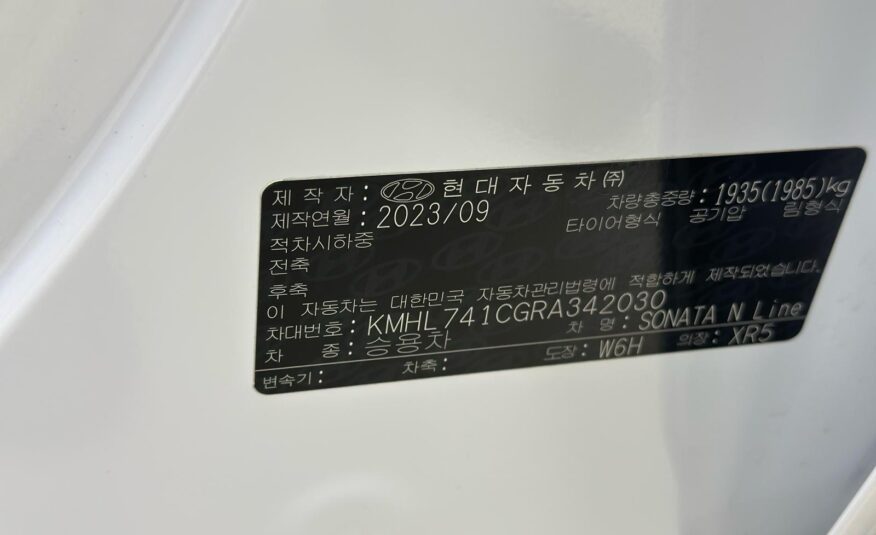 제 작 자 : 현대자동차㈜
제작연월 : 2023/09 차량총중량 : 1935(1985)kg
적차시하중 타이어형식 공기압 림형식
전축
후축
이 자동차는 대한민국 자동차관리법령에 적합하게 제작되었습니다.
차대번호 : KMHL741CGRA342030
차 종 : 승용차 차 명 : SONATA N Line
변속기 : 차축 : 도장 : W6H 의장 : XR5